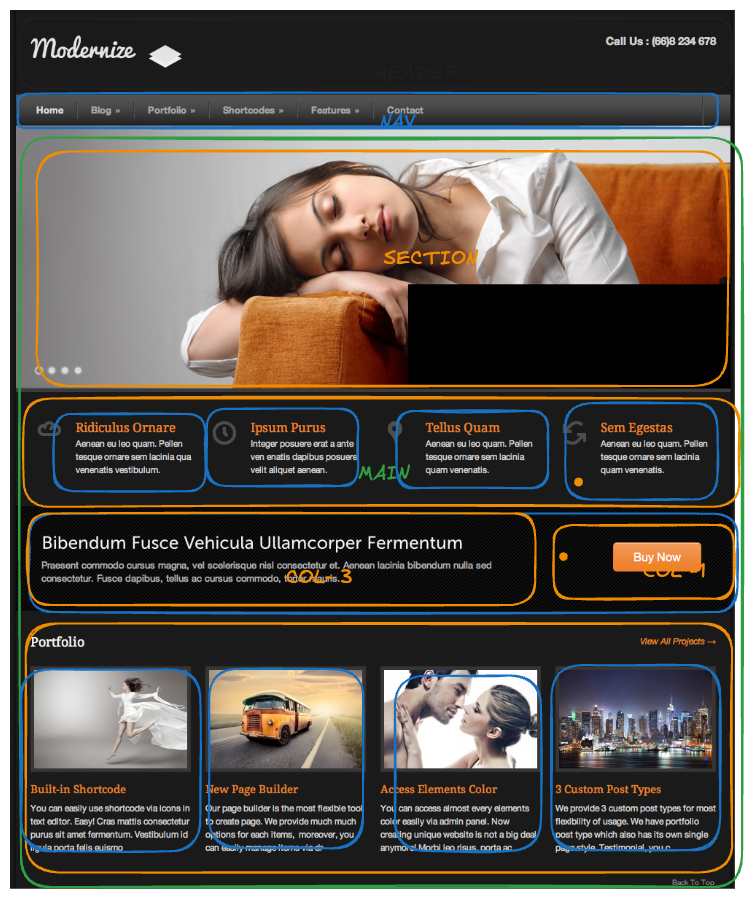 Modernize
Call Us : (66)8 234 678
HEADER
Home Blog » Portfolio » Shortcodes » Features » Contact
NAV
SECTION
Ridiculus Ornare
Aenean eu leo quam. Pellen
tesque ornare sem lacinia qua
venenatis vestibulum.
Ipsum Purus
Integer posuere erat a ante
ven enatis dapibus posuere
velit aliquet aenean.
Tellus Quam
Aenean eu leo quam. Pellen
tesque ornare sem lacinia
quam venenatis.
Sem Egestas
Aenean eu leo quam. Pellen
tesque ornare sem lacinia
quam venenatis.
MAIN
Bibendum Fusce Vehicula Ullamcorper Fermentum
Praesent commodo cursus magna, vel scelerisque nisl consectetur et. Aenean lacinia bibendum nulla sed
consectetur. Fusce dapibus, tellus ac cursus commodo, tortor mauris.
COL-3
Buy Now
COL-1
Portfolio
View All Projects →
Built-in Shortcode
You can easily use shortcode via icons in
text editor. Easy! Cras mattis consectetur
purus sit amet fermentum. Vestibulum id
ligula porta felis euismo
New Page Builder
Our page builder is the most flexible tool
to create page. We provide much much
options for each items, moreover, you
can easily manage items via dr
Access Elements Color
You can access almost every elements
color easily via admin panel. Now
creating unique website is not a big deal
anymore! Morbi leo risus, porta ac
3 Custom Post Types
We provide 3 custom post types for most
flexibility of usage. We have portfolio
post type which also has its own single
page style. Testimonial, you c
Back To Top